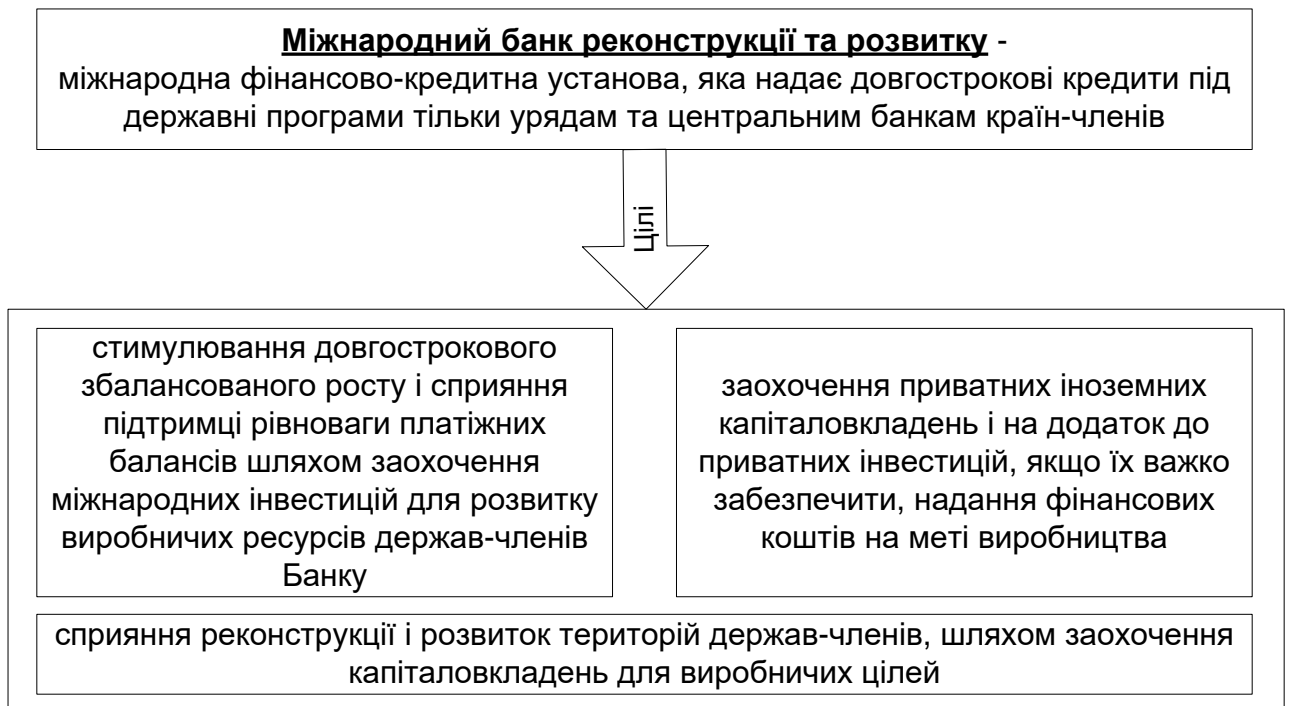 Міжнародний банк реконструкції та розвитку -
міжнародна фінансово-кредитна установа, яка надає довгострокові кредити під
державні програми тільки урядам та центральним банкам країн-членів
Цілі
стимулювання довгострокового
збалансованого росту і сприяння
підтримці рівноваги платіжних
балансів шляхом заохочення
міжнародних інвестицій для розвитку
виробничих ресурсів держав-членів
Банку
заохочення приватних іноземних
капіталовкладень і на додаток до
приватних інвестицій, якщо їх важко
забезпечити, надання фінансових
коштів на меті виробництва
сприяння реконструкції і розвиток територій держав-членів, шляхом заохочення
капіталовкладень для виробничих цілей